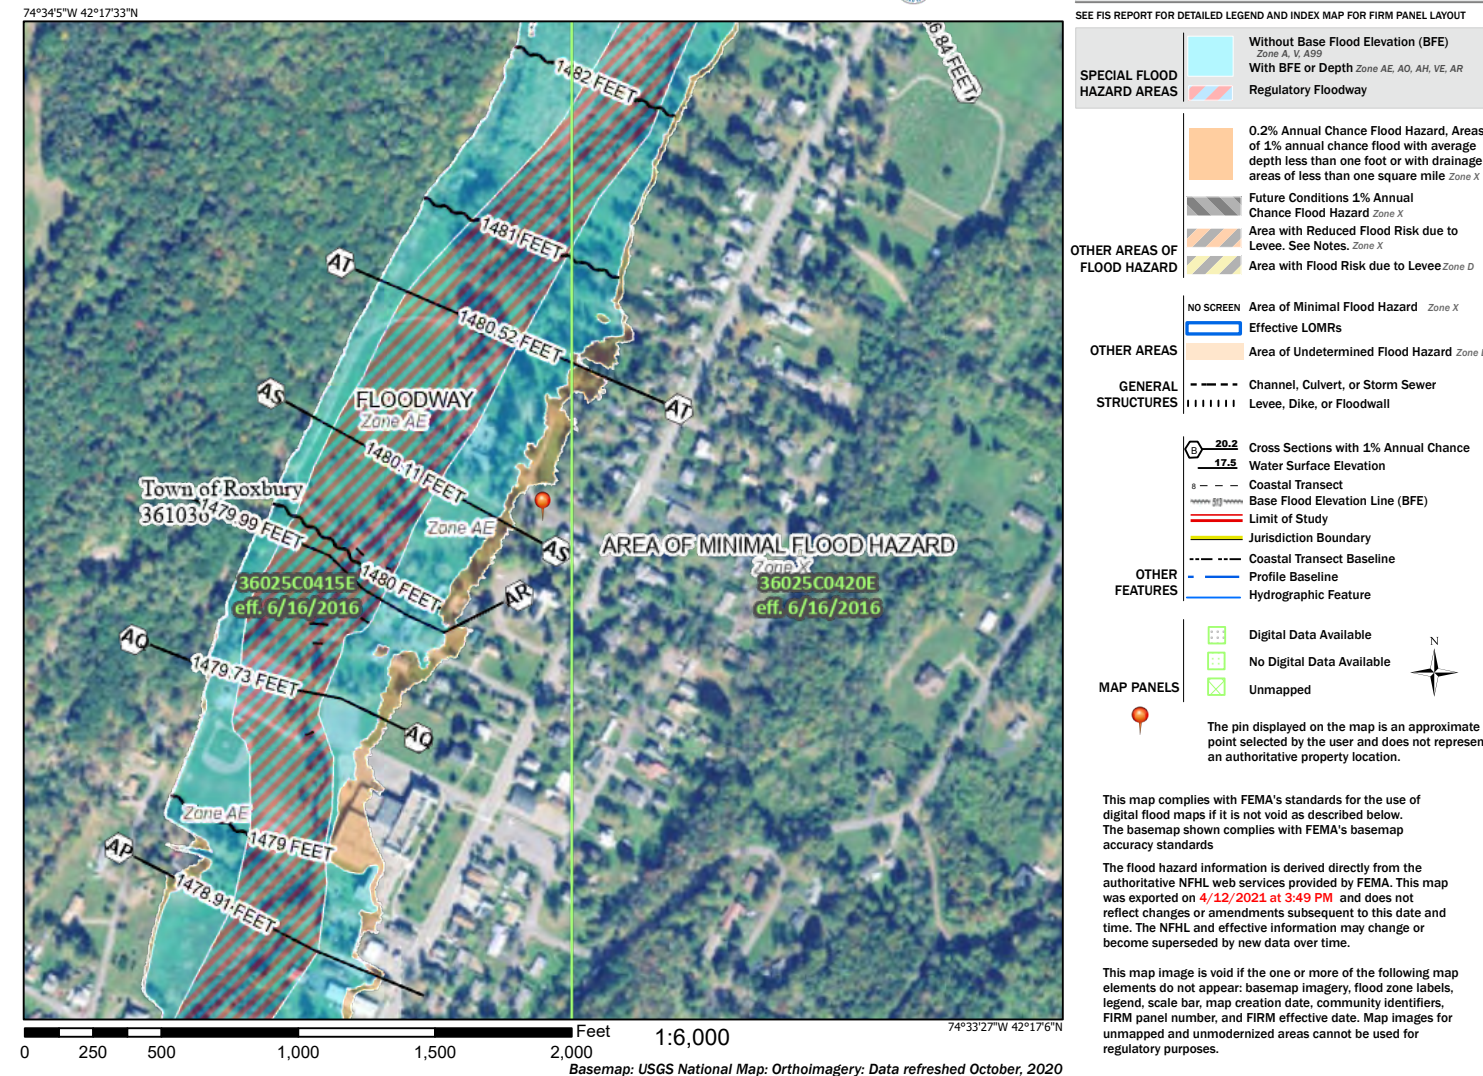 74°34'5"W 42°17'33"N
6.84 FEET
1482 FEET
1481 FEET
AT
1480.52 FEET
AT
AS
FLOODWAY
Zone AE
1480.11 FEET
Town of Roxbury
361036
1479.99 FEET
Zone AE
AS
AREA OF MINIMAL FLOOD HAZARD
Zone X
36025C0415E
eff. 6/16/2016
1480 FEET
AR
36025C0420E
eff. 6/16/2016
AQ
1479.73 FEET
AQ
Zone AE
1479 FEET
AP
1478.91 FEET
0 250 500 1,000 1,500 2,000
Feet
1:6,000
74°33'27"W 42°17'6"N
Basemap: USGS National Map: Orthoimagery: Data refreshed October, 2020
SEE FIS REPORT FOR DETAILED LEGEND AND INDEX MAP FOR FIRM PANEL LAYOUT
SPECIAL FLOOD
HAZARD AREAS
Without Base Flood Elevation (BFE)
Zone A, V, A99
With BFE or Depth Zone AE, AO, AH, VE, AR
Regulatory Floodway
0.2% Annual Chance Flood Hazard, Areas
of 1% annual chance flood with average
depth less than one foot or with drainage
areas of less than one square mile Zone X
Future Conditions 1% Annual
Chance Flood Hazard Zone X
Area with Reduced Flood Risk due to
Levee. See Notes. Zone X
Area with Flood Risk due to Levee Zone D
OTHER AREAS OF
FLOOD HAZARD
NO SCREEN Area of Minimal Flood Hazard Zone X
Effective LOMRs
OTHER AREAS
Area of Undetermined Flood Hazard Zone
GENERAL
STRUCTURES
Channel, Culvert, or Storm Sewer
Levee, Dike, or Floodwall
B 20.2 Cross Sections with 1% Annual Chance
17.5 Water Surface Elevation
8 Coastal Transect
513 Base Flood Elevation Line (BFE)
Limit of Study
Jurisdiction Boundary
Coastal Transect Baseline
OTHER
FEATURES
Profile Baseline
Hydrographic Feature
Digital Data Available
No Digital Data Available
Unmapped
MAP PANELS
N
The pin displayed on the map is an approximate
point selected by the user and does not represen
an authoritative property location.
This map complies with FEMA's standards for the use of
digital flood maps if it is not void as described below.
The basemap shown complies with FEMA's basemap
accuracy standards
The flood hazard information is derived directly from the
authoritative NFHL web services provided by FEMA. This map
was exported on 4/12/2021 at 3:49 PM and does not
reflect changes or amendments subsequent to this date and
time. The NFHL and effective information may change or
become superseded by new data over time.
This map image is void if the one or more of the following map
elements do not appear: basemap imagery, flood zone labels,
legend, scale bar, map creation date, community identifiers,
FIRM panel number, and FIRM effective date. Map images for
unmapped and unmodernized areas cannot be used for
regulatory purposes.